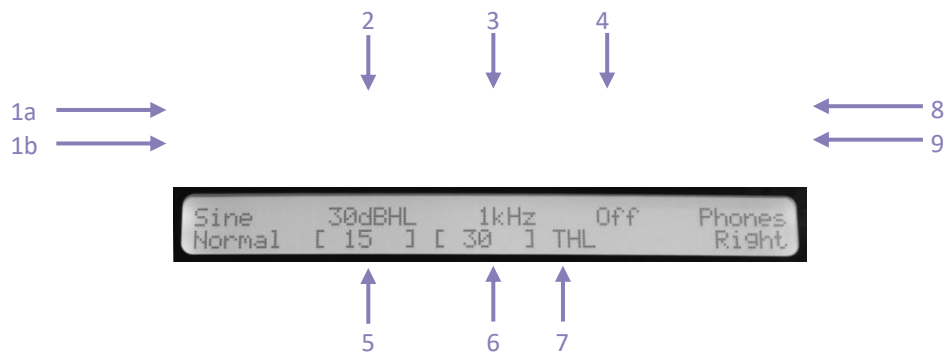 2 3 4
1a 8
1b 9
Sine 30dBHL 1kHz Off Phones
Normal [ 15 ] [ 30 ] THL Right
5 6 7